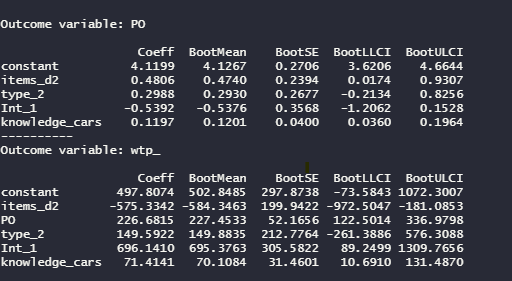 Outcome variable: PO
Coeff BootMean BootSE BootLLCI BootULCI
constant 4.1199 4.1267 0.2706 3.6206 4.6644
items_d2 0.4806 0.4740 0.2394 0.0174 0.9307
type_2 0.2988 0.2930 0.2677 -0.2134 0.8256
Int_1 -0.5392 -0.5376 0.3568 -1.2062 0.1528
knowledge_cars 0.1197 0.1201 0.0400 0.0360 0.1964
----------
Outcome variable: wtp_
Coeff BootMean BootSE BootLLCI BootULCI
constant 497.8074 502.8485 297.8738 -73.5843 1072.3007
items_d2 -575.3342 -584.3463 199.9422 -972.5047 -181.0853
PO 226.6815 227.4533 52.1656 122.5014 336.9798
type_2 149.5922 149.8835 212.7764 -261.3886 576.3088
Int_1 696.1410 695.3763 305.5822 89.2499 1309.7656
knowledge_cars 71.4141 70.1084 31.4601 10.6910 131.4870